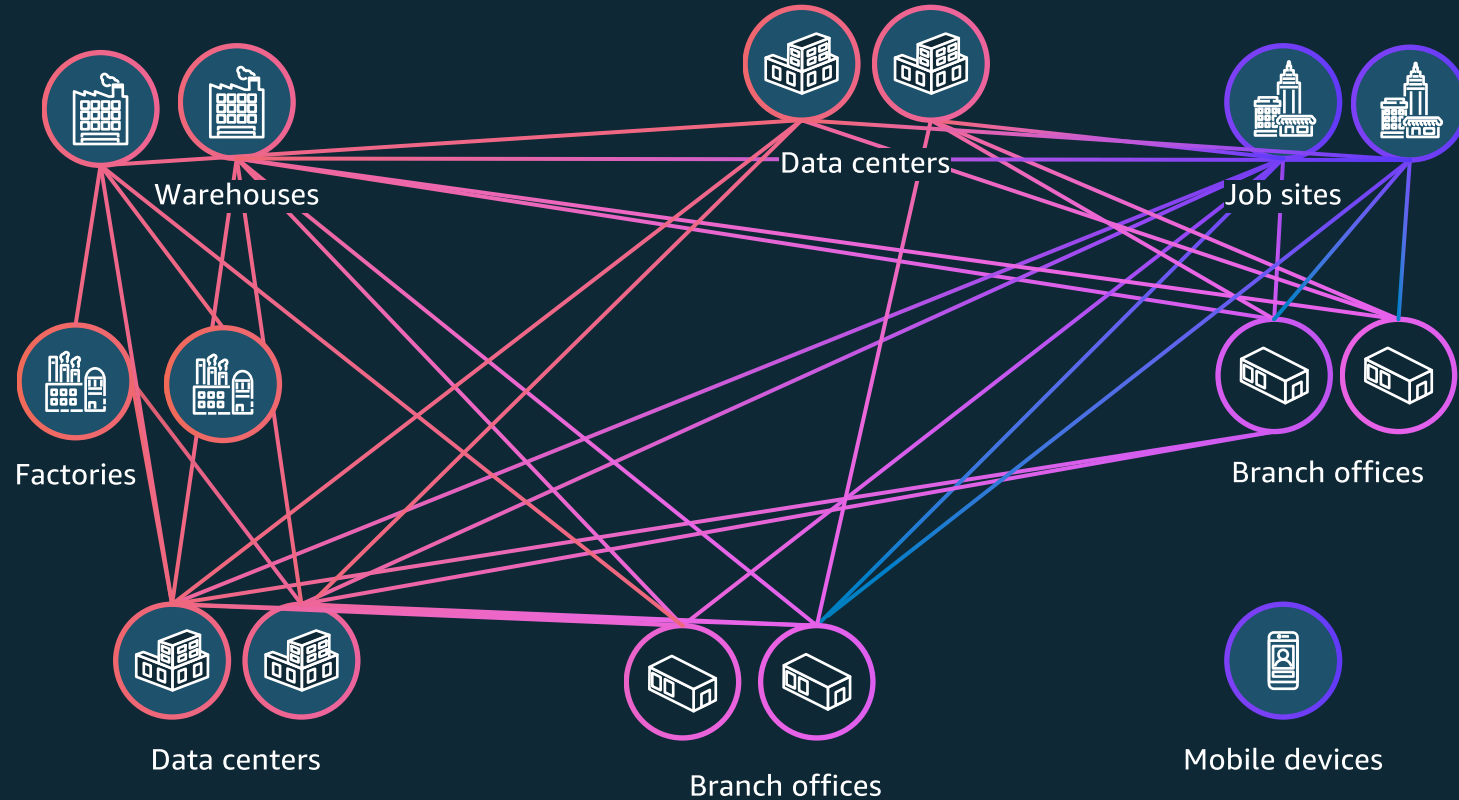 Warehouses
Data centers
Job sites
Factories
Branch offices
Data centers
Branch offices
Mobile devices